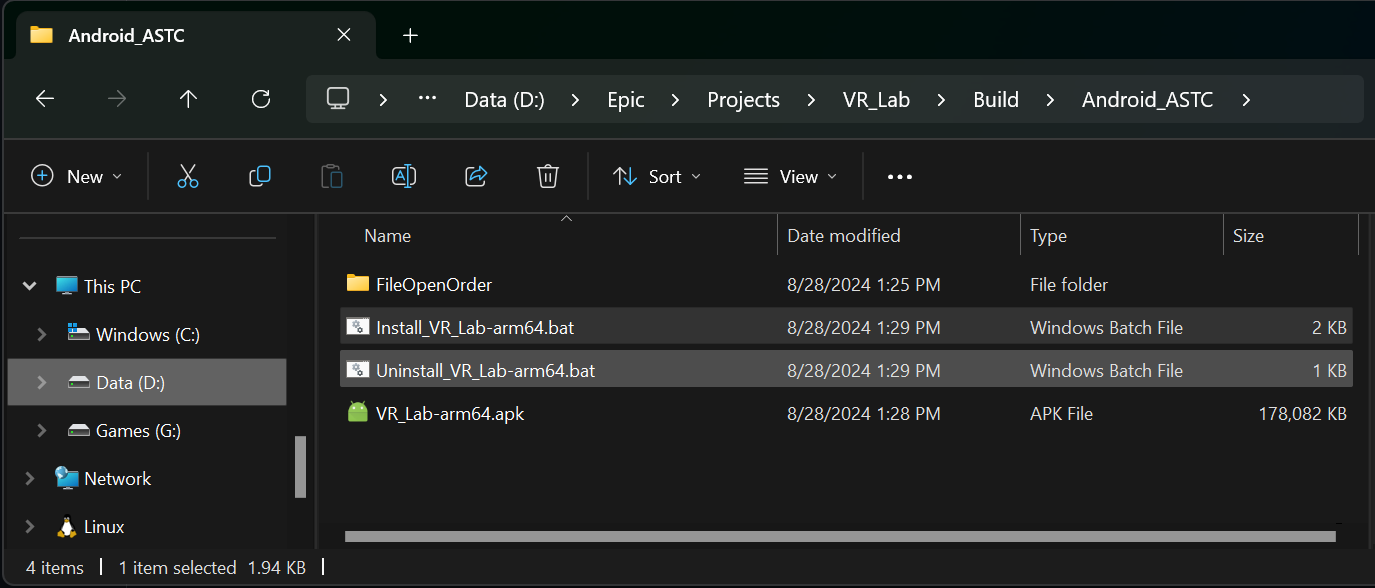 Android_ASTC
Data (D:) Epic Projects VR_Lab Build Android_ASTC
New Sort View
Name Date modified Type Size
This PC
Windows (C:)
Data (D:)
Games (G:)
Network
Linux
FileOpenOrder 8/28/2024 1:25 PM File folder
Install_VR_Lab-arm64.bat 8/28/2024 1:29 PM Windows Batch File 2 KB
Uninstall_VR_Lab-arm64.bat 8/28/2024 1:29 PM Windows Batch File 1 KB
VR_Lab-arm64.apk 8/28/2024 1:28 PM APK File 178,082 KB
4 items 1 item selected 1.94 KB